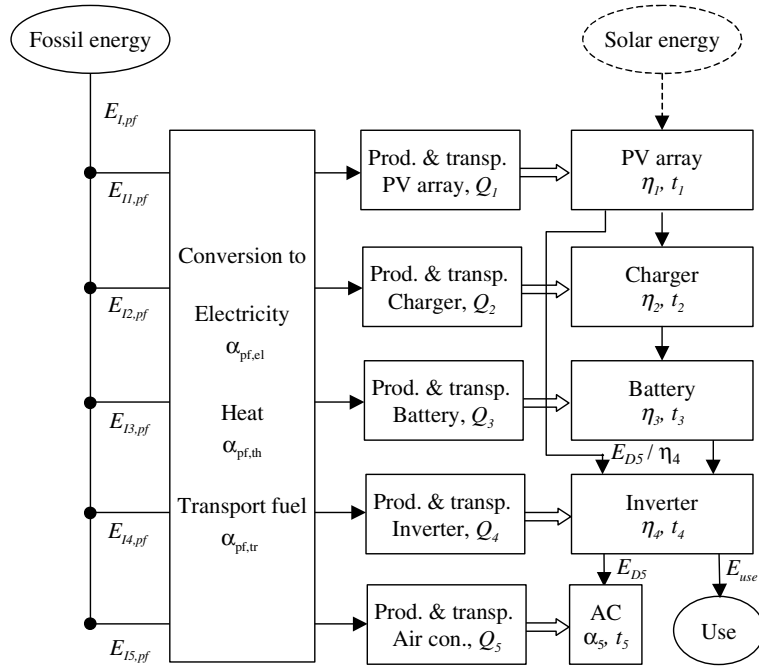 Fossil energy
Solar energy
E_{I,pf}
E_{I1,pf}
E_{I2,pf}
E_{I3,pf}
E_{I4,pf}
E_{I5,pf}
Conversion to
Electricity
α_{pf,el}
Heat
α_{pf,th}
Transport fuel
α_{pf,tr}
Prod. & transp.
PV array, Q_1
Prod. & transp.
Charger, Q_2
Prod. & transp.
Battery, Q_3
Prod. & transp.
Inverter, Q_4
Prod. & transp.
Air con., Q_5
PV array
η_1, t_1
Charger
η_2, t_2
Battery
η_3, t_3
E_{D5} / η_4
Inverter
η_4, t_4
E_{D5}
E_{use}
AC
α_5, t_5
Use